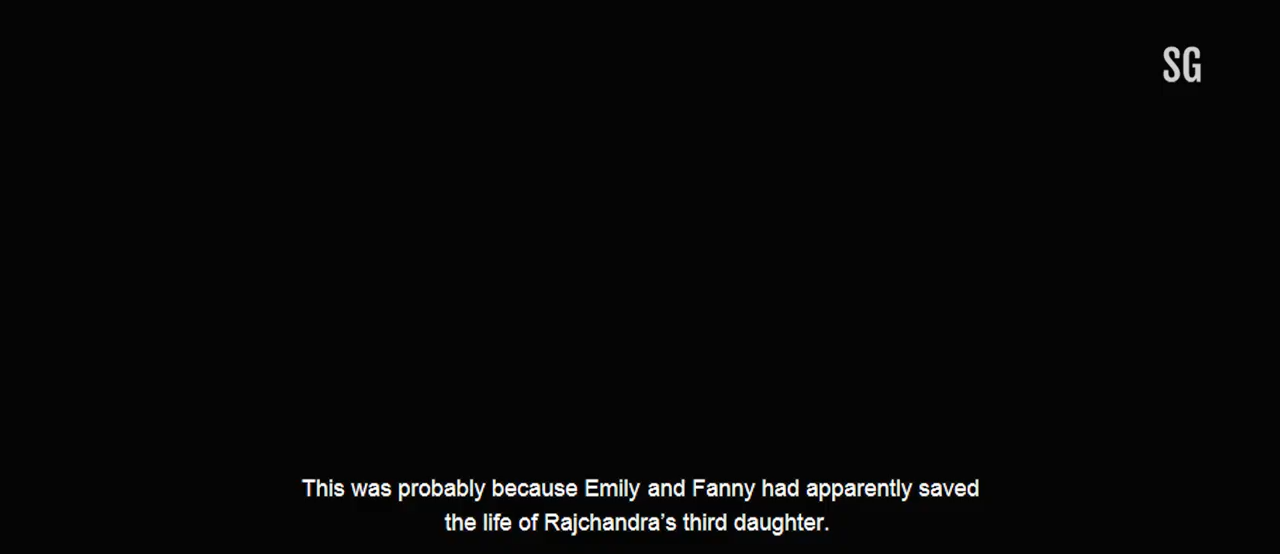 SG
This was probably because Emily and Fanny had apparently saved
the life of Rajchandra’s third daughter.